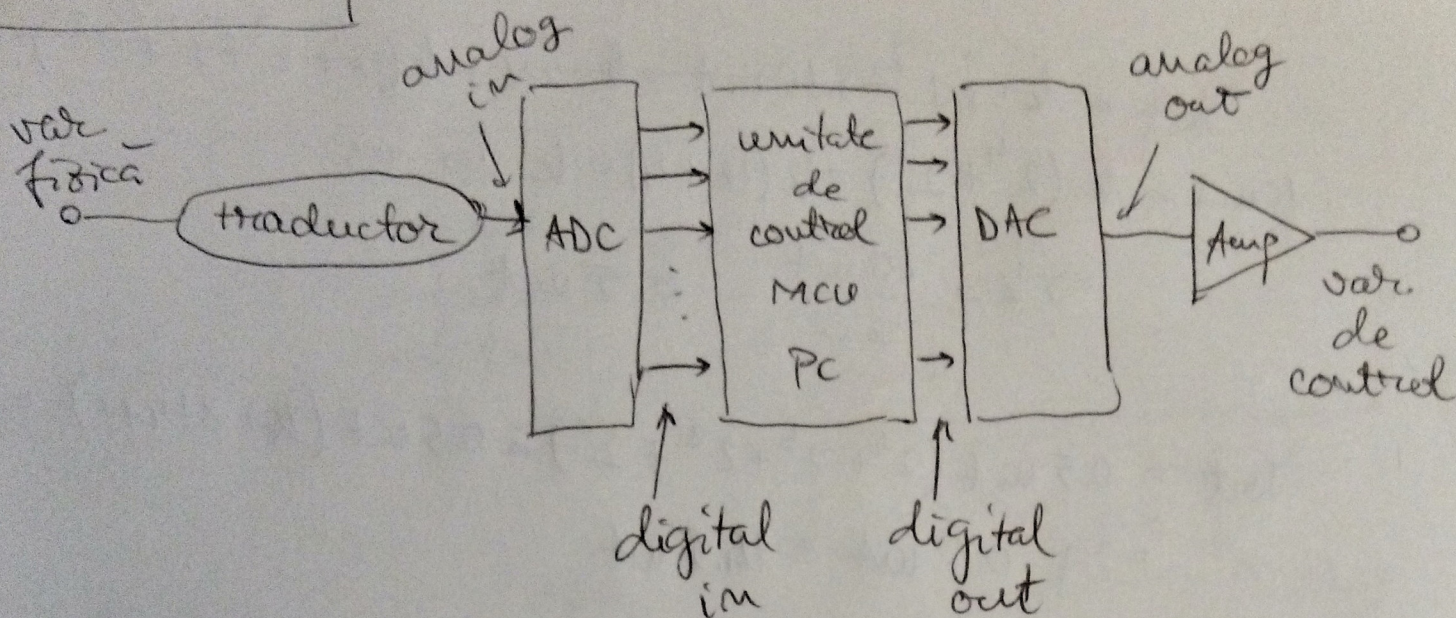 var
fizică
traductor
analog
in
ADC
unitate
de
control
MCU
PC
DAC
analog
out
Amp
var.
de
control
digital
in
digital
out